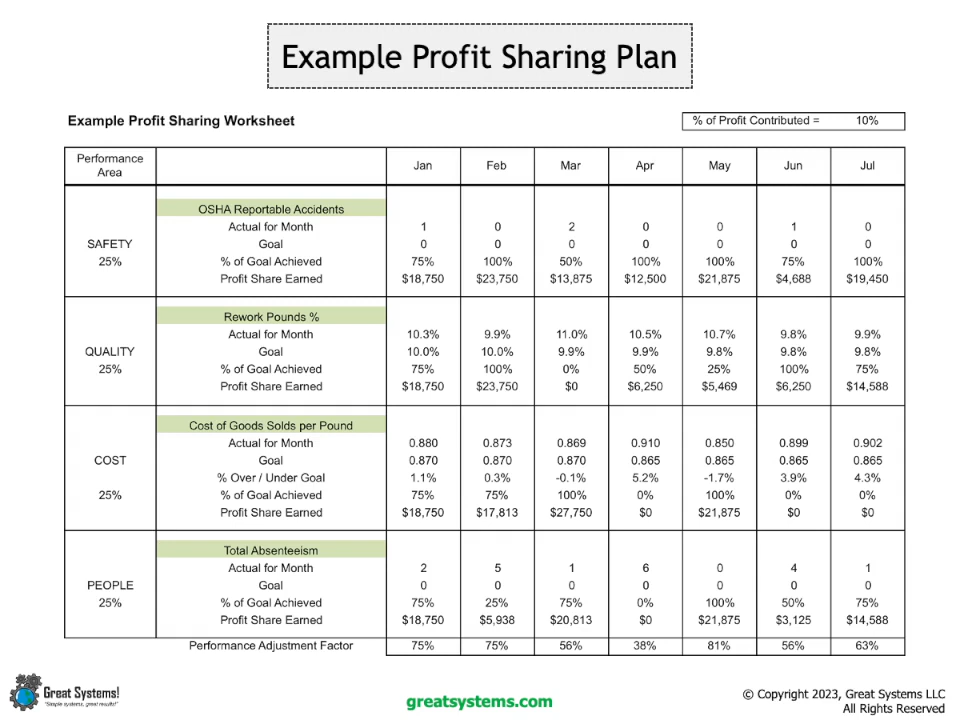 Example Profit Sharing Plan
Example Profit Sharing Worksheet
% of Profit Contributed = 10%
Performance Area Jan Feb Mar Apr May Jun Jul
OSHA Reportable Accidents
Actual for Month 1 0 2 0 0 1 0
SAFETY Goal 0 0 0 0 0 0 0
25% % of Goal Achieved 75% 100% 50% 100% 100% 75% 100%
Profit Share Earned $18,750 $23,750 $13,875 $12,500 $21,875 $4,688 $19,450
Rework Pounds %
Actual for Month 10.3% 9.9% 11.0% 10.5% 10.7% 9.8% 9.9%
QUALITY Goal 10.0% 10.0% 9.9% 9.9% 9.8% 9.8% 9.8%
25% % of Goal Achieved 75% 100% 0% 50% 25% 100% 75%
Profit Share Earned $18,750 $23,750 $0 $6,250 $5,469 $6,250 $14,588
Cost of Goods Solds per Pound
Actual for Month 0.880 0.873 0.869 0.910 0.850 0.899 0.902
COST Goal 0.870 0.870 0.870 0.865 0.865 0.865 0.865
% Over / Under Goal 1.1% 0.3% -0.1% 5.2% -1.7% 3.9% 4.3%
25% % of Goal Achieved 75% 75% 100% 0% 100% 0% 0%
Profit Share Earned $18,750 $17,813 $27,750 $0 $21,875 $0 $0
Total Absenteeism
Actual for Month 2 5 1 6 0 4 1
PEOPLE Goal 0 0 0 0 0 0 0
25% % of Goal Achieved 75% 25% 75% 0% 100% 50% 75%
Profit Share Earned $18,750 $5,938 $20,813 $0 $21,875 $3,125 $14,588
Performance Adjustment Factor 75% 75% 56% 38% 81% 56% 63%
Great Systems!
"Simple systems, great results!"
greatsystems.com
© Copyright 2023, Great Systems LLC
All Rights Reserved